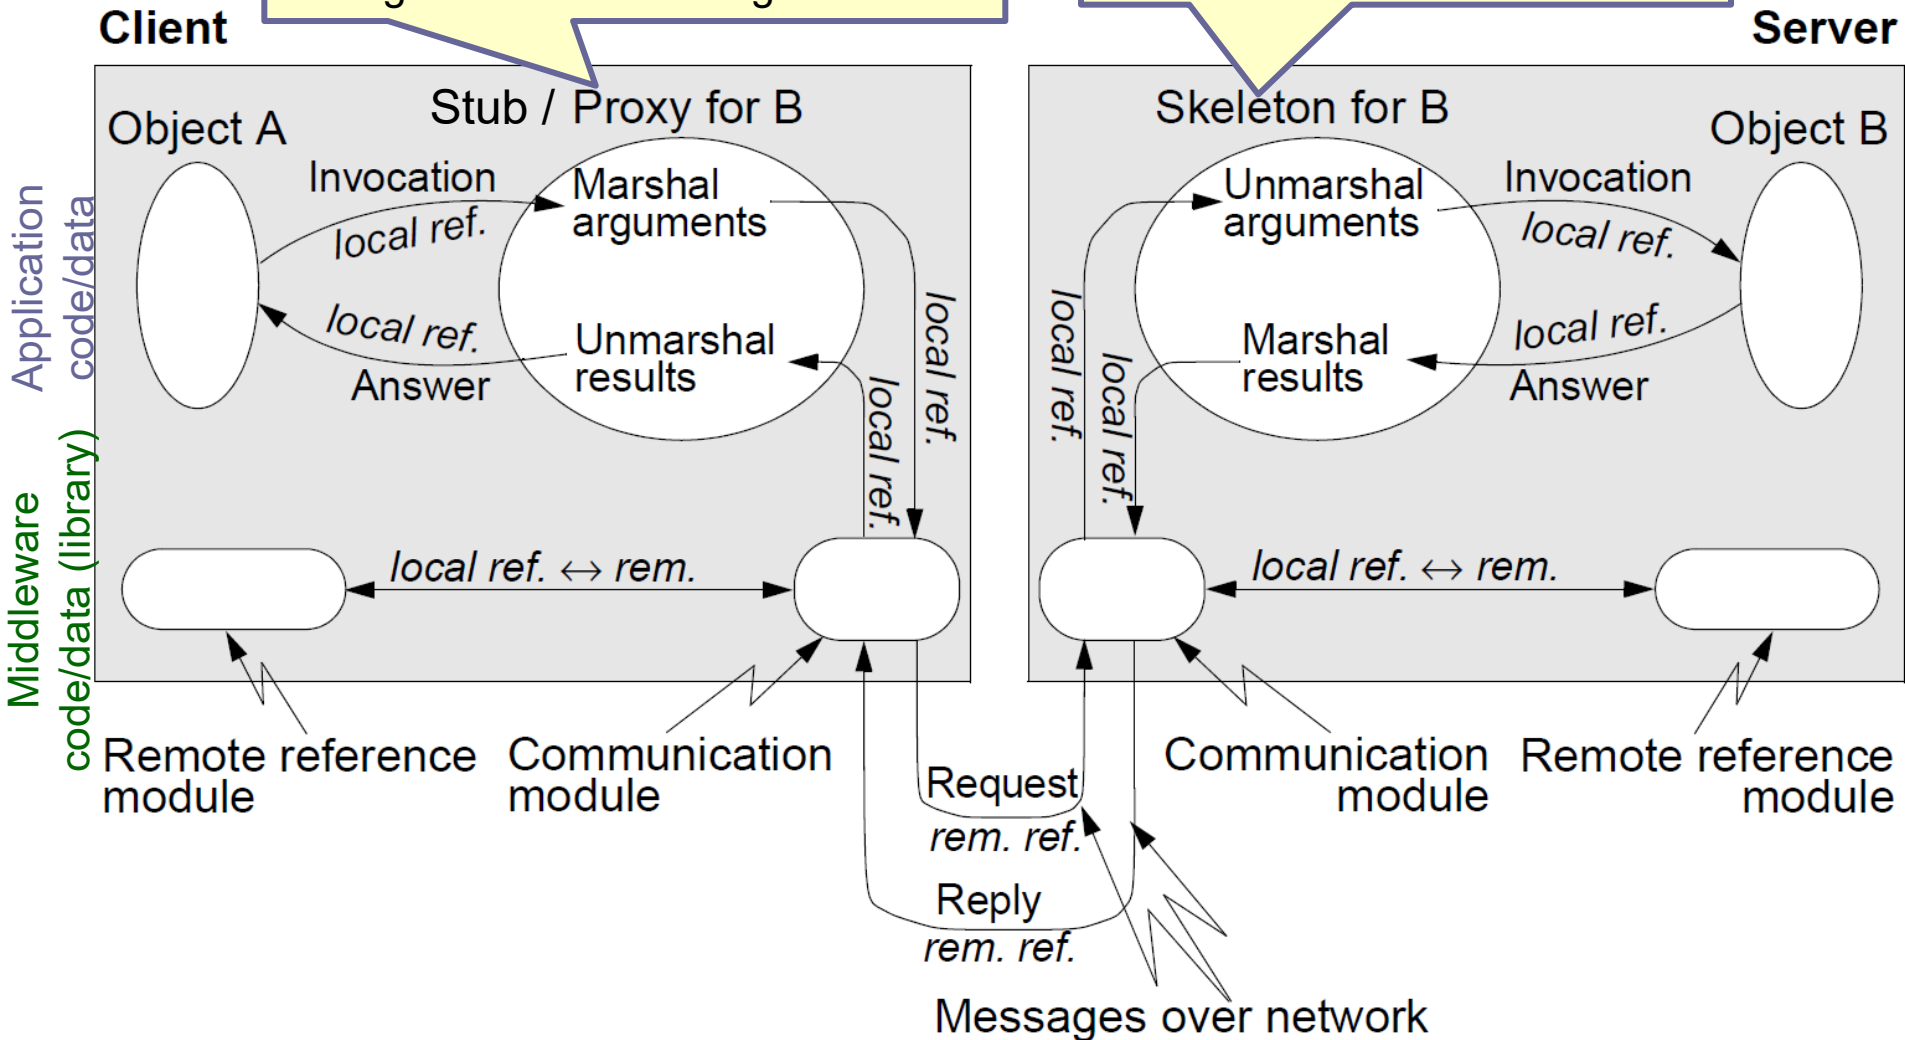 Client
Server
Stub / Proxy for B
Skeleton for B
Object A
Object B
Invocation
local ref.
Marshal
arguments
Unmarshal
arguments
Invocation
local ref.
local ref.
Answer
Unmarshal
results
Marshal
results
local ref.
Answer
local ref.
local ref.
local ref.
local ref.
Application
code/data
Middleware
code/data (library)
local ref. ↔ rem.
local ref. ↔ rem.
Remote reference
module
Communication
module
Communication
module
Remote reference
module
Request
rem. ref.
Reply
rem. ref.
Messages over network